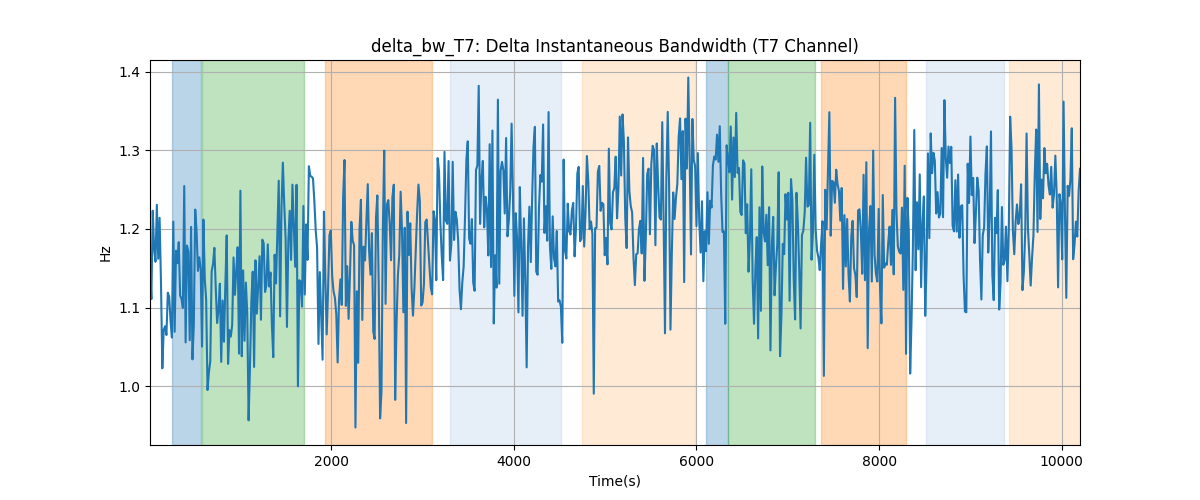 delta_bw_T7: Delta Instantaneous Bandwidth (T7 Channel)
1.4
1.3
1.2
1.1
1.0
Hz
2000 4000 6000 8000 10000
Time(s)